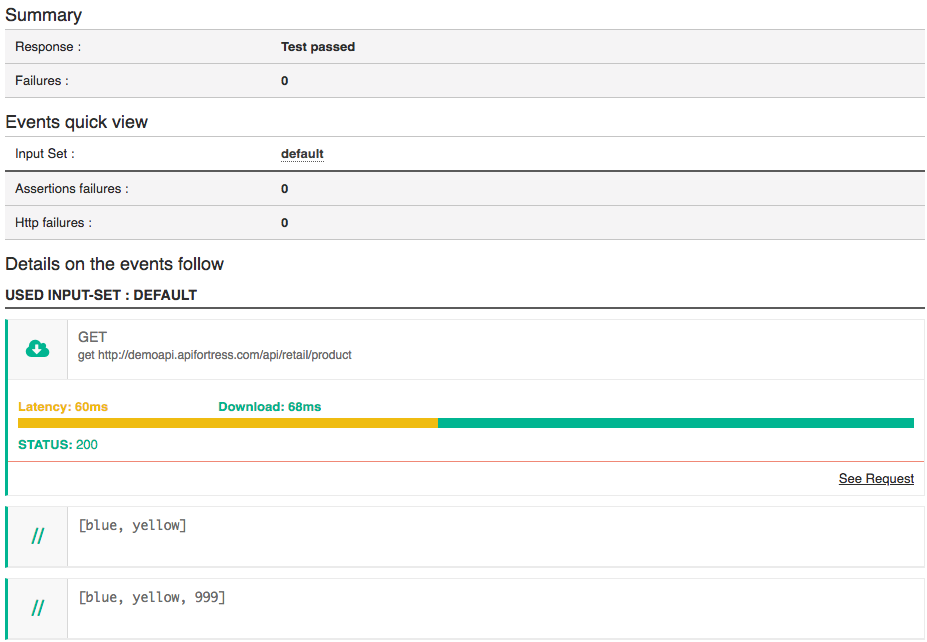 Summary
Response : Test passed
Failures : 0
Events quick view
Input Set : default
Assertions failures : 0
Http failures : 0
Details on the events follow
USED INPUT-SET : DEFAULT
GET
get http://demoapi.apifortress.com/api/retail/product
Latency: 60ms Download: 68ms
STATUS: 200
See Request
// [blue, yellow]
// [blue, yellow, 999]